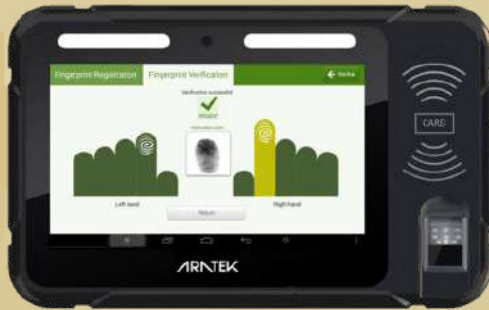 Fingerprint Registration
Fingerprint Verification
Home
Verification succeeded
Left hand
Right hand
Return
CARD
ARATEK